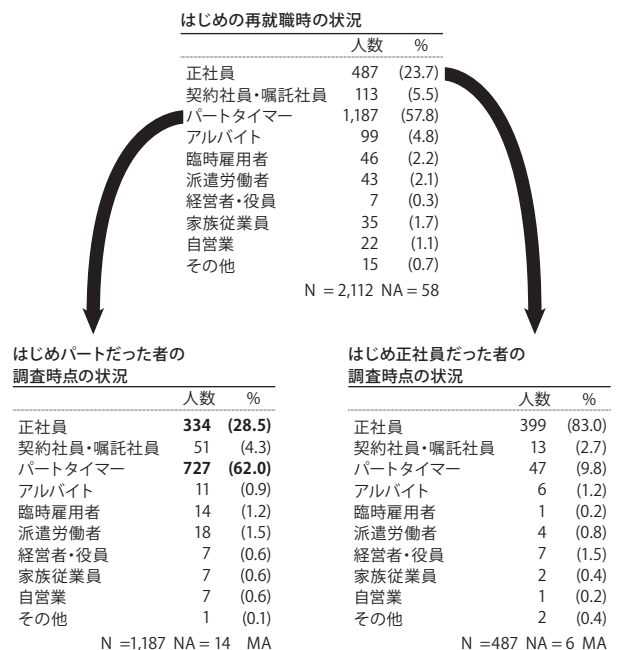 はじめの再就職時の状況
人数 %
正社員 487 (23.7)
契約社員・嘱託社員 113 (5.5)
パートタイマー 1,187 (57.8)
アルバイト 99 (4.8)
臨時雇用者 46 (2.2)
派遣労働者 43 (2.1)
経営者・役員 7 (0.3)
家族従業員 35 (1.7)
自営業 22 (1.1)
その他 15 (0.7)
N = 2,112 NA = 58
はじめパートだった者の
調査時点の状況
人数 %
正社員 334 (28.5)
契約社員・嘱託社員 51 (4.3)
パートタイマー 727 (62.0)
アルバイト 11 (0.9)
臨時雇用者 14 (1.2)
派遣労働者 18 (1.5)
経営者・役員 7 (0.6)
家族従業員 7 (0.6)
自営業 7 (0.6)
その他 1 (0.1)
N =1,187 NA = 14 MA
はじめ正社員だった者の
調査時点の状況
人数 %
正社員 399 (83.0)
契約社員・嘱託社員 13 (2.7)
パートタイマー 47 (9.8)
アルバイト 6 (1.2)
臨時雇用者 1 (0.2)
派遣労働者 4 (0.8)
経営者・役員 7 (1.5)
家族従業員 2 (0.4)
自営業 1 (0.2)
その他 2 (0.4)
N =487 NA = 6 MA